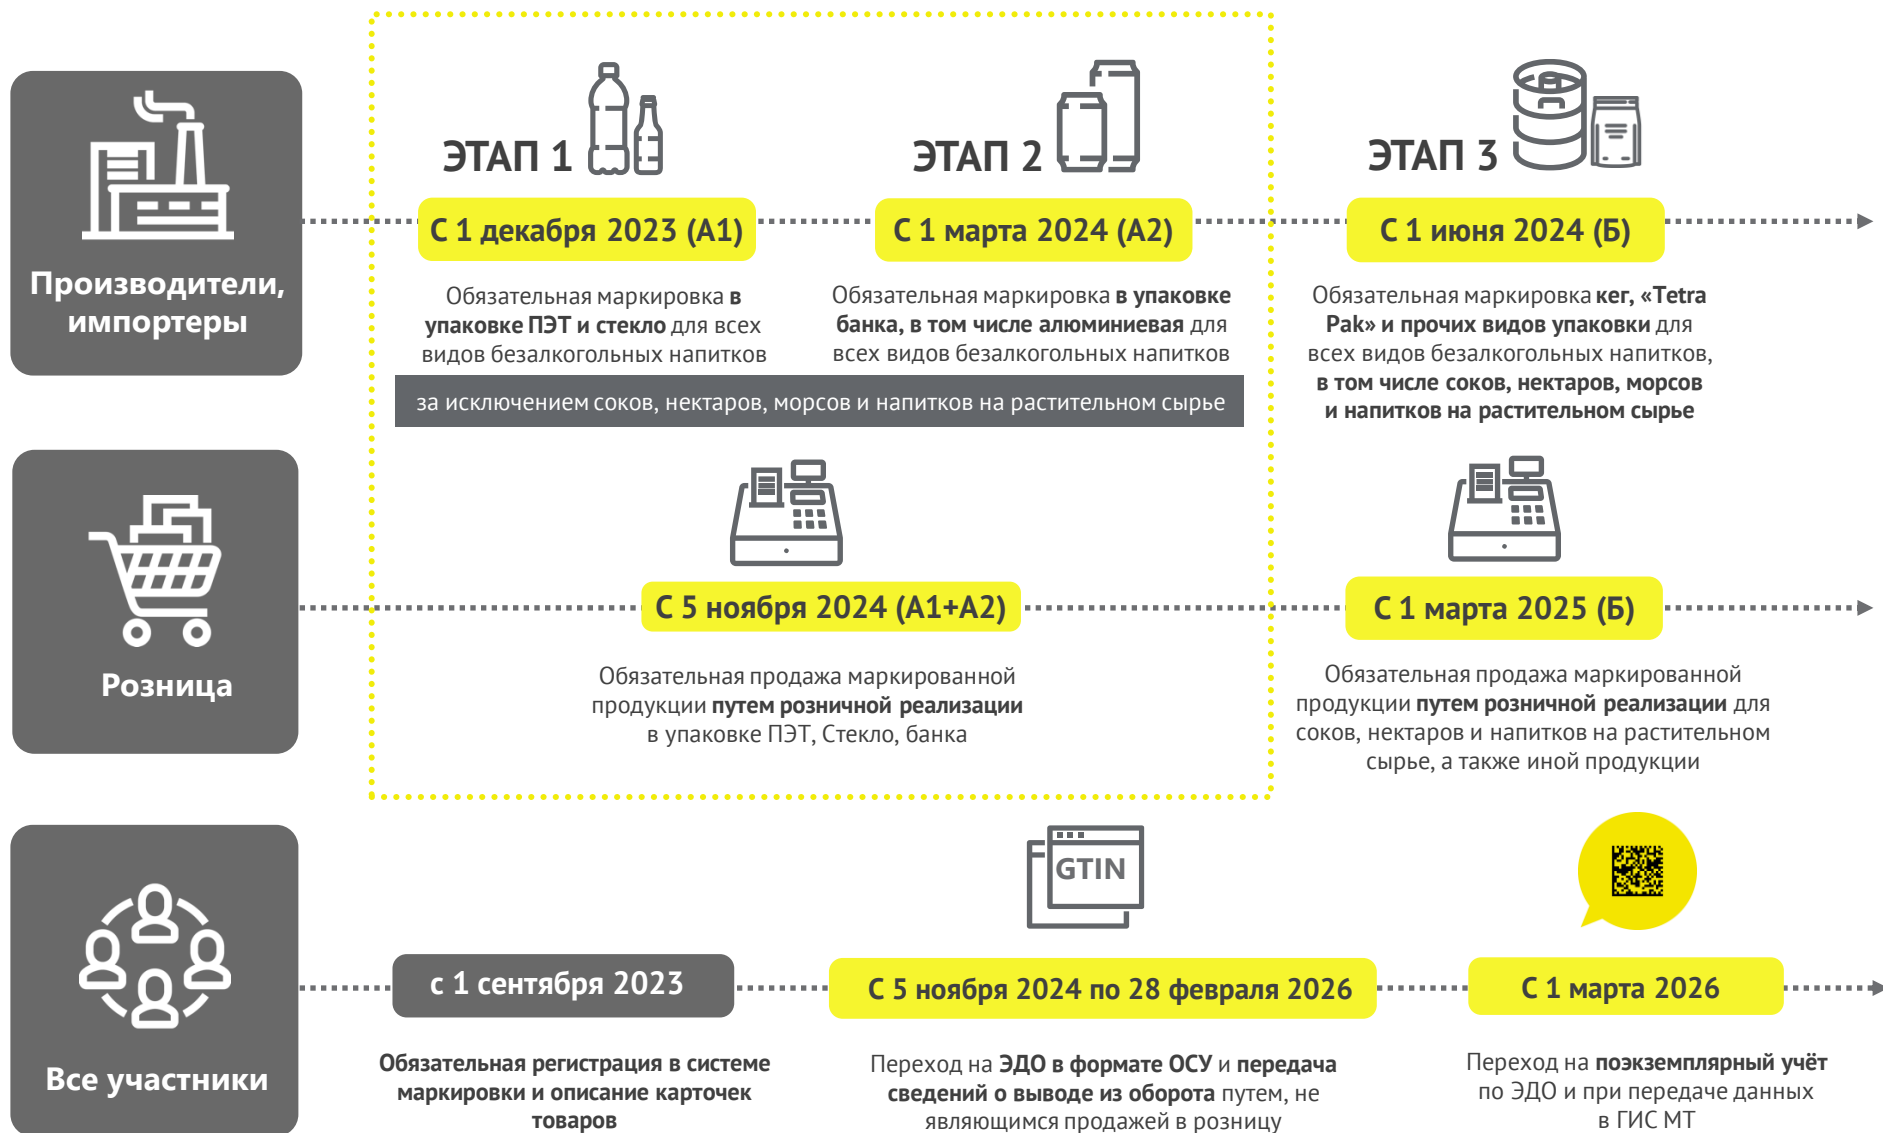 ЭТАП 1
ЭТАП 2
ЭТАП 3
Производители,
импортеры
С 1 декабря 2023 (А1)
С 1 марта 2024 (А2)
С 1 июня 2024 (Б)
Обязательная маркировка в
упаковке ПЭТ и стекло для всех
видов безалкогольных напитков
Обязательная маркировка в упаковке
банка, в том числе алюминиевая для
всех видов безалкогольных напитков
за исключением соков, нектаров, морсов и напитков на растительном сырье
Обязательная маркировка кег, «Tetra
Pak» и прочих видов упаковки для
всех видов безалкогольных напитков,
в том числе соков, нектаров, морсов
и напитков на растительном сырье
Розница
С 5 ноября 2024 (А1+А2)
С 1 марта 2025 (Б)
Обязательная продажа маркированной
продукции путем розничной реализации
в упаковке ПЭТ, Стекло, банка
Обязательная продажа маркированной
продукции путем розничной реализации для
соков, нектаров и напитков на растительном
сырье, а также иной продукции
Все участники
GTIN
с 1 сентября 2023
С 5 ноября 2024 по 28 февраля 2026
С 1 марта 2026
Обязательная регистрация в системе
маркировки и описание карточек
товаров
Переход на ЭДО в формате ОСУ и передача
сведений о выводе из оборота путем, не
являющимся продажей в розницу
Переход на поэкземплярный учёт
по ЭДО и при передаче данных
в ГИС МТ